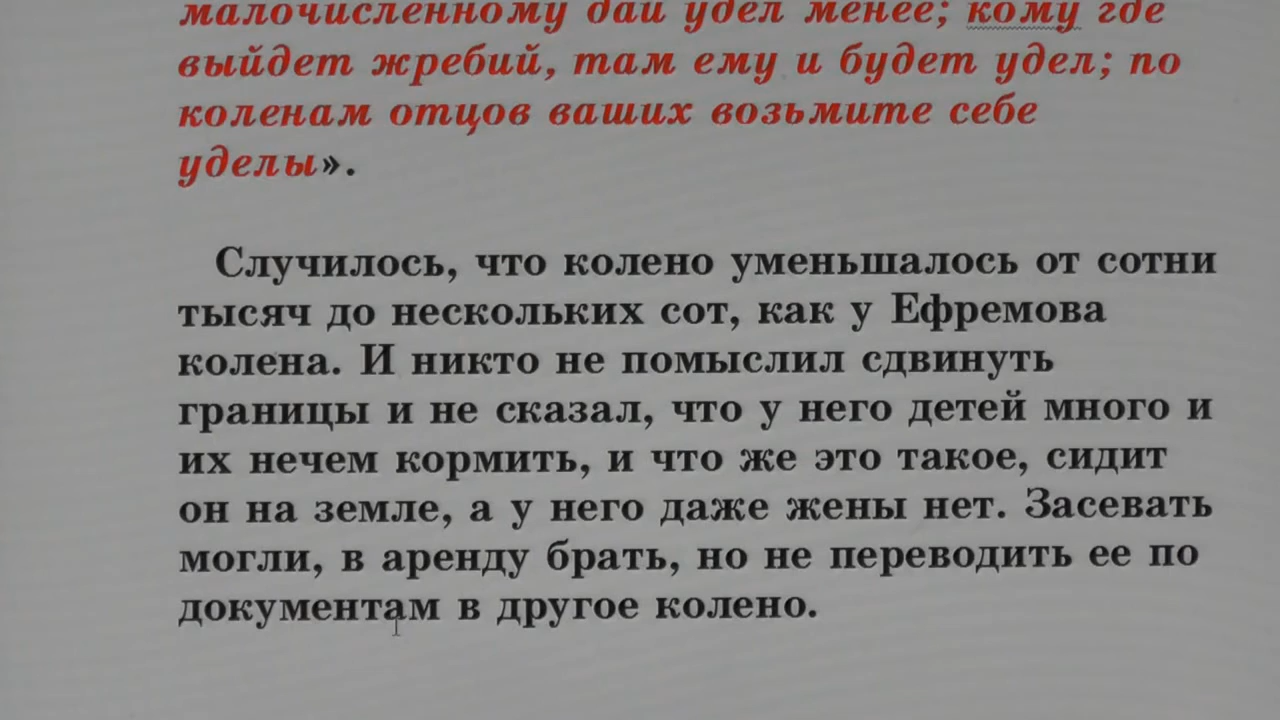 малочисленному дай удел менее; кому где
выйдет жребий, там ему и будет удел; по
коленам отцов ваших возьмите себе
уделы».
Случилось, что колено уменьшалось от сотни
тысяч до нескольких сот, как у Ефремова
колена. И никто не помыслил сдвинуть
границы и не сказал, что у него детей много и
их нечем кормить, и что же это такое, сидит
он на земле, а у него даже жены нет. Засевать
могли, в аренду брать, но не переводить ее по
документам в другое колено.